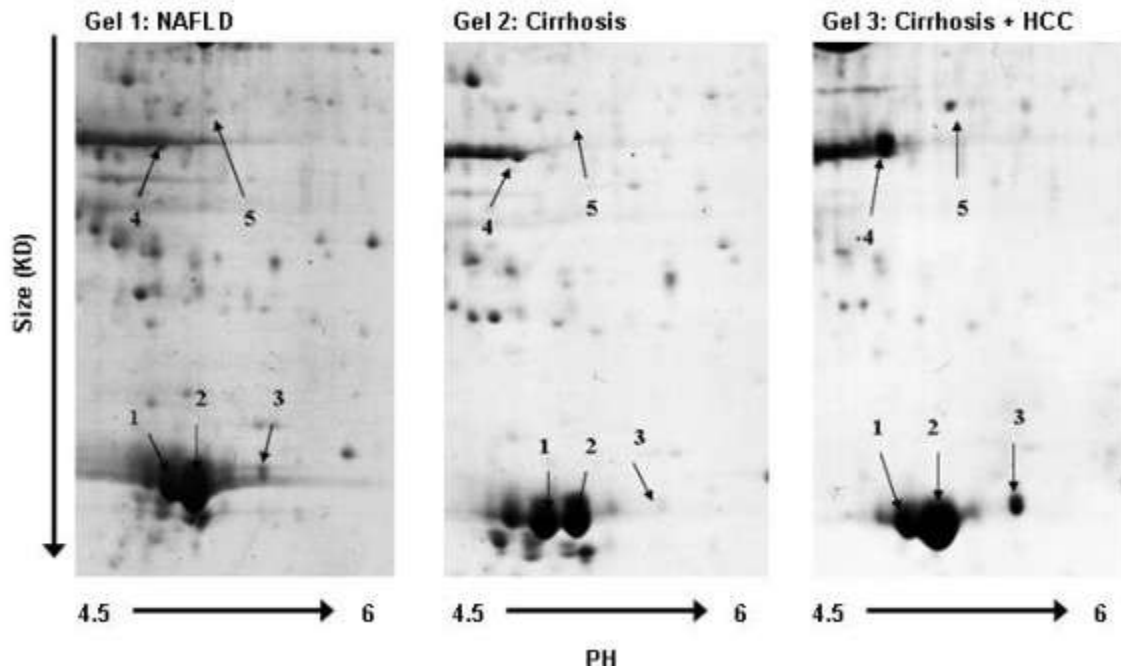 Gel 1: NAFLD
Gel 2: Cirrhosis
Gel 3: Cirrhosis + HCC
Size (KD)
4 5
1 2 3
4 5
1 2 3
-4 5
1 2 3
4.5 6
4.5 6
4.5 6
PH